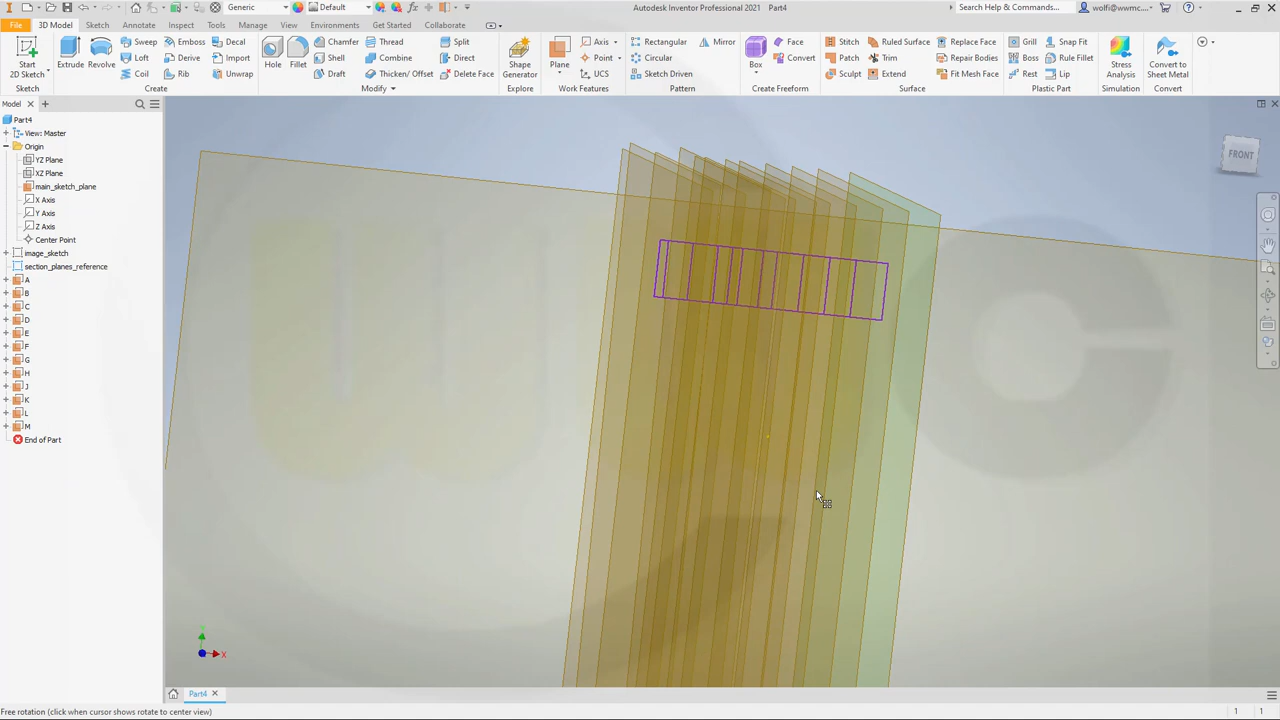 Generic
Default
Autodesk Inventor Professional 2021 Part4
Search Help & Commands...
wolfi@wwmc...
File
3D Model
Sketch
Annotate
Inspect
Tools
Manage
View
Environments
Get Started
Collaborate
Start
2D Sketch
Sketch
Extrude
Revolve
Sweep
Loft
Coil
Emboss
Derive
Rib
Decal
Import
Unwrap
Create
Hole
Fillet
Chamfer
Shell
Draft
Thread
Combine
Thicken/ Offset
Split
Direct
Delete Face
Modify
Shape
Generator
Explore
Plane
Axis
Point
UCS
Work Features
Rectangular
Circular
Sketch Driven
Mirror
Pattern
Box
Face
Convert
Create Freeform
Stitch
Patch
Sculpt
Ruled Surface
Trim
Extend
Replace Face
Repair Bodies
Fit Mesh Face
Surface
Grill
Boss
Rest
Snap Fit
Rule Fillet
Lip
Plastic Part
Stress
Analysis
Simulation
Convert to
Sheet Metal
Convert
Model
Part4
View: Master
Origin
YZ Plane
XZ Plane
main_sketch_plane
X Axis
Y Axis
Z Axis
Center Point
image_sketch
section_planes_reference
A
B
C
D
E
F
G
H
J
K
L
M
End of Part
FRONT
Y
X
Part4
Free rotation (click when cursor shows rotate to center view)
1 1